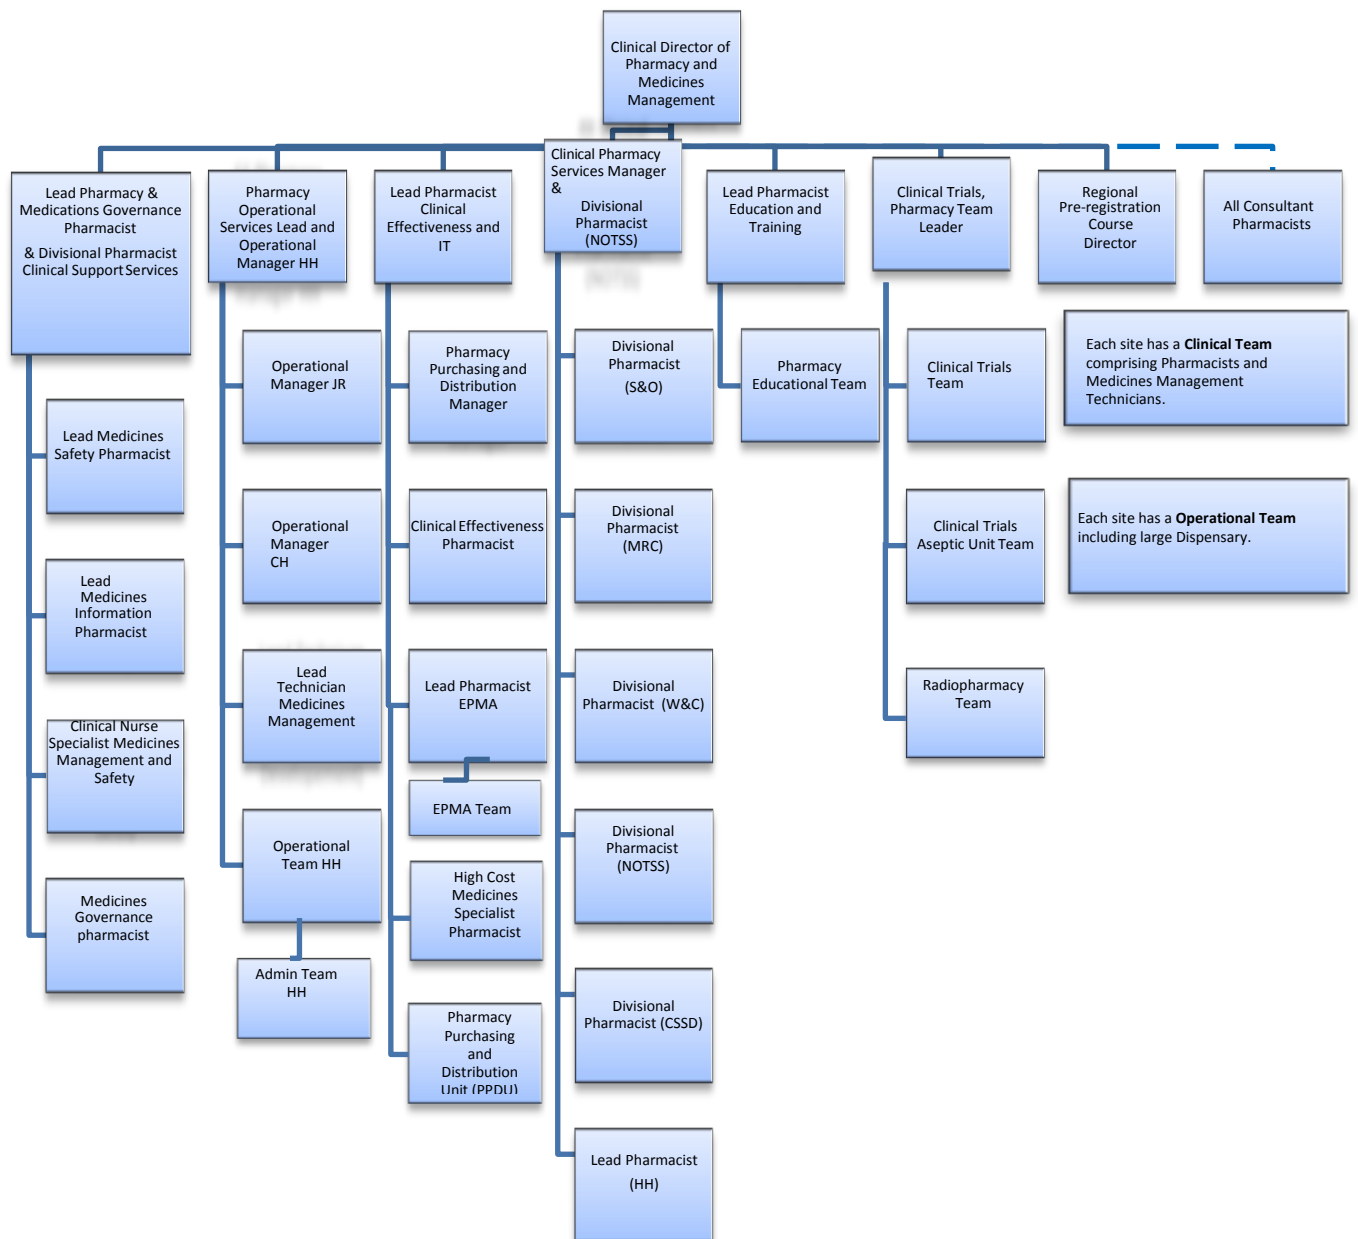 Clinical Director of
Pharmacy and
Medicines
Management
Lead Pharmacy &
Medications Governance
Pharmacist
& Divisional Pharmacist
Clinical Support Services
Pharmacy
Operational
Services Lead and
Operational
Manager HH
Lead Pharmacist
Clinical
Effectiveness and
IT
Clinical Pharmacy
Services Manager
&
Divisional
Pharmacist
(NOTSS)
Lead Pharmacist
Education and
Training
Clinical Trials,
Pharmacy Team
Leader
Regional
Pre-registration
Course
Director
All Consultant
Pharmacists
Lead Medicines
Safety Pharmacist
Lead
Medicines
Information
Pharmacist
Clinical Nurse
Specialist Medicines
Management and
Safety
Medicines
Governance
pharmacist
Operational
Manager JR
Operational
Manager
CH
Lead
Technician
Medicines
Management
Operational
Team HH
Admin Team
HH
Pharmacy
Purchasing and
Distribution
Manager
Clinical Effectiveness
Pharmacist
Lead Pharmacist
EPMA
EPMA Team
High Cost
Medicines
Specialist
Pharmacist
Pharmacy
Purchasing
and
Distribution
Unit (PPDU)
Divisional
Pharmacist
(S&O)
Divisional
Pharmacist
(MRC)
Divisional
Pharmacist (W&C)
Divisional
Pharmacist
(NOTSS)
Divisional
Pharmacist (CSSD)
Lead Pharmacist
(HH)
Pharmacy
Educational Team
Clinical Trials
Team
Clinical Trials
Aseptic Unit Team
Radiopharmacy
Team
Each site has a Clinical Team
comprising Pharmacists and
Medicines Management
Technicians.
Each site has a Operational Team
including large Dispensary.